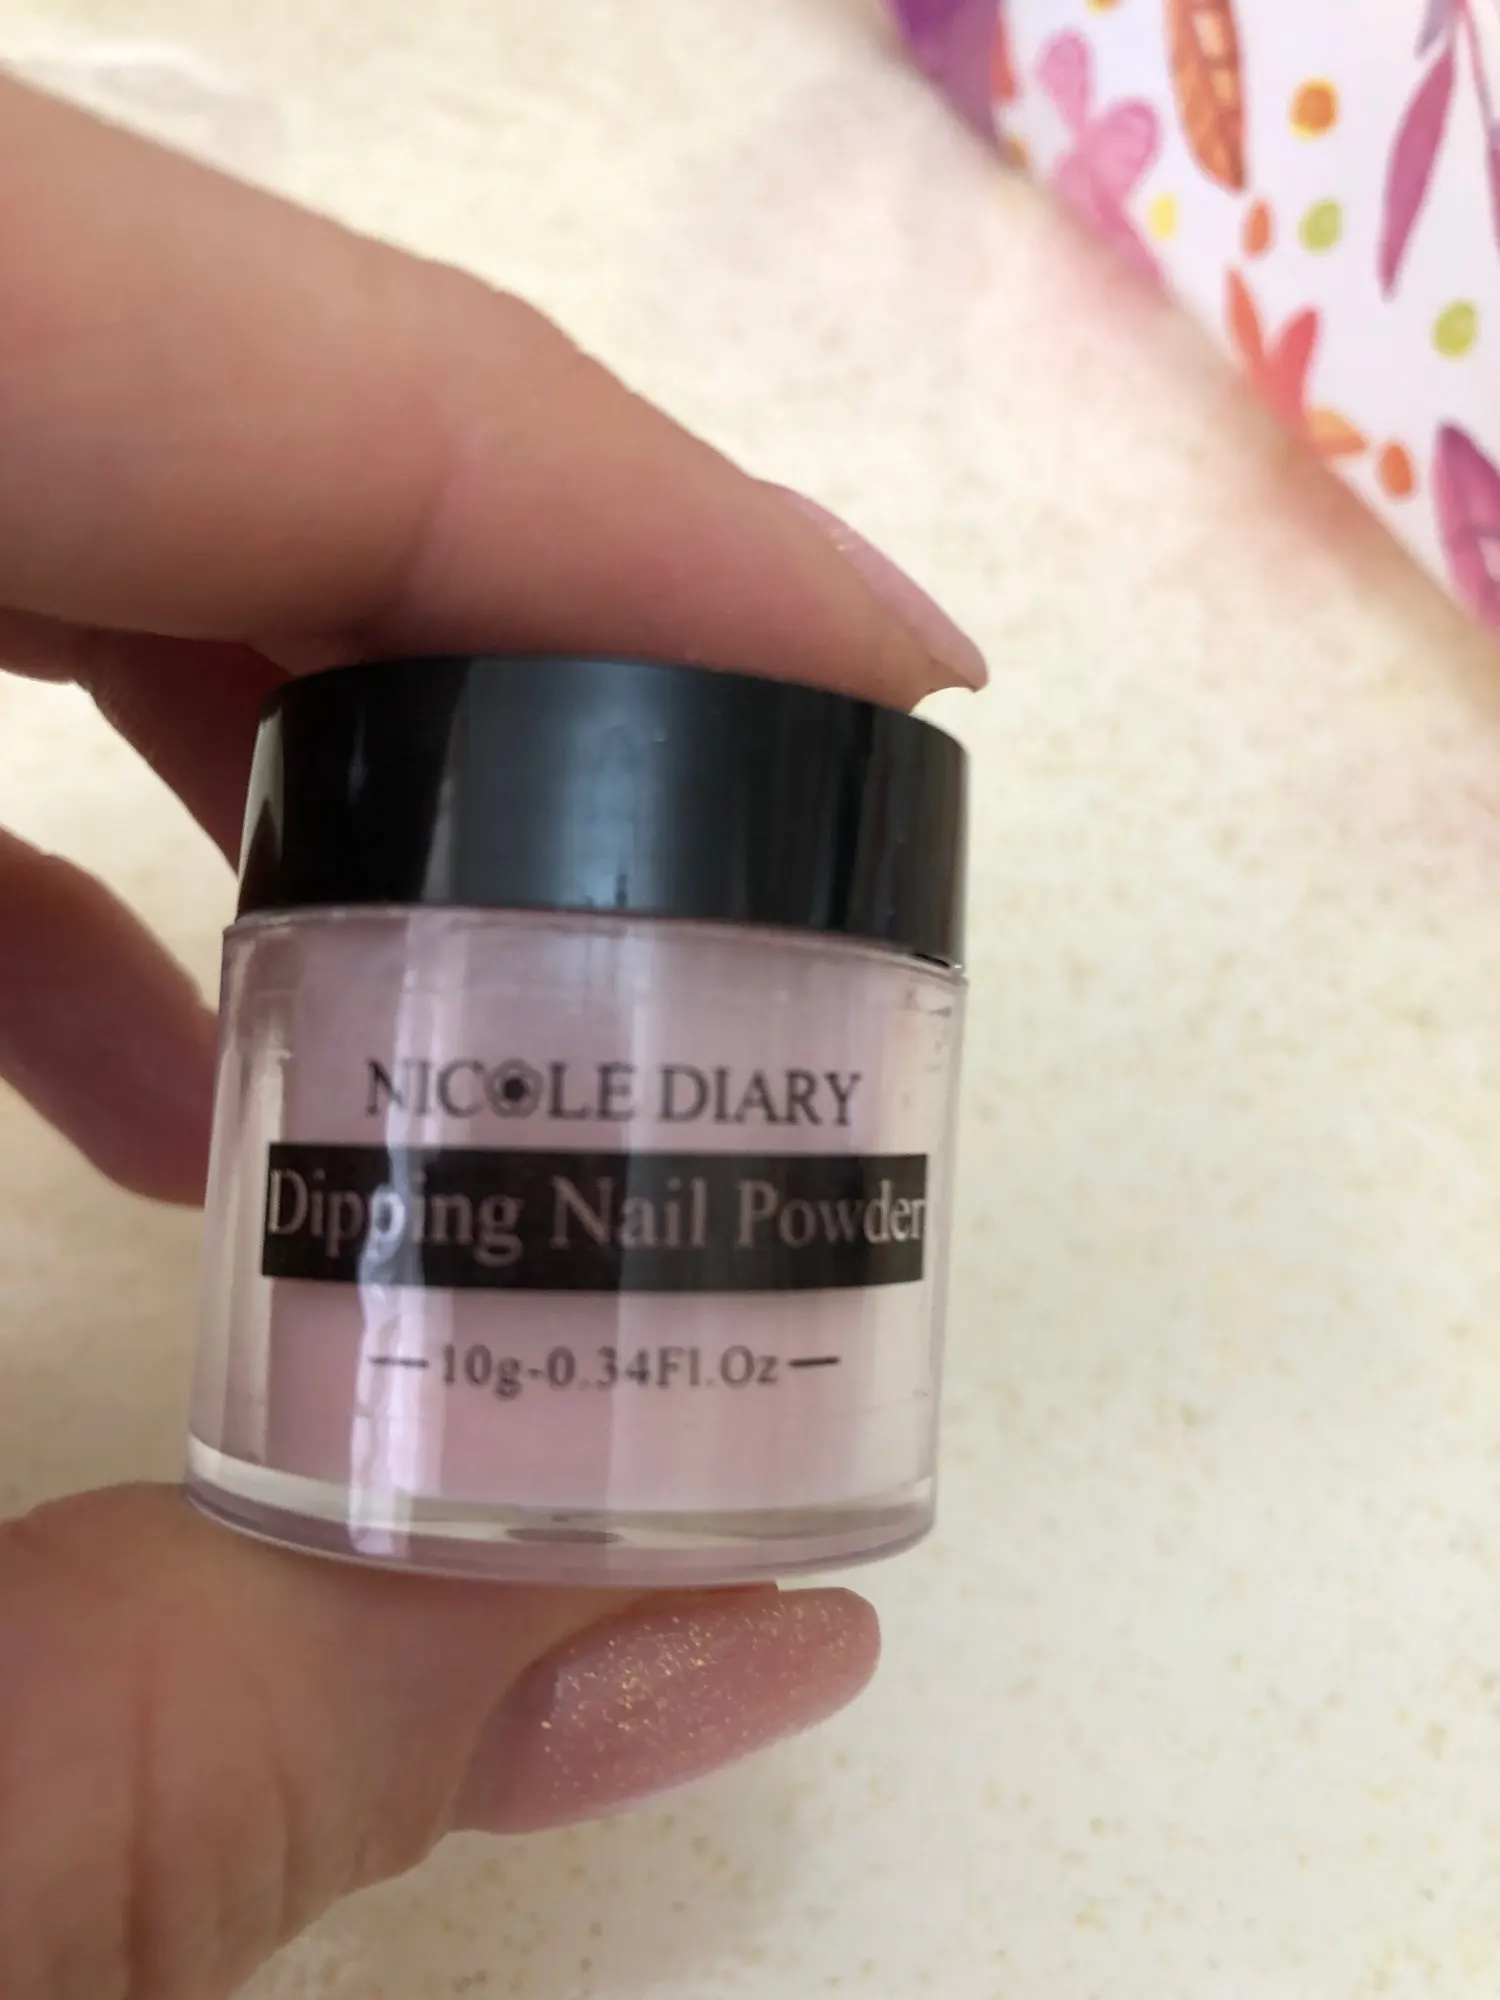 NICOLE DIARY
Dipping Nail Powder
—10g-0.34Fl.Oz—